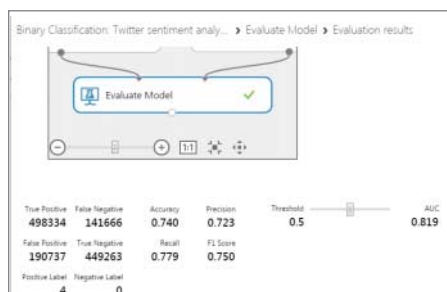 Binary Classification: Twitter sentiment analy... > Evaluate Model > Evaluation results
Evaluate Model
1:1
True Positive False Negative Accuracy Precision Threshold AUC
498334 141666 0.740 0.723 0.5 0.819
False Positive True Negative Recall F1 Score
190737 449263 0.779 0.750
Positive Label Negative Label
4 0